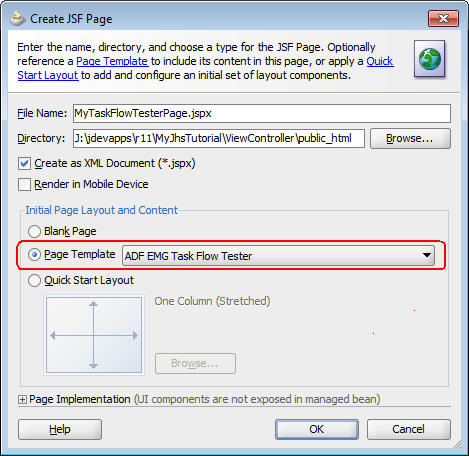 Create JSF Page
Enter the name, directory, and choose a type for the JSF Page. Optionally
reference a Page Template to include its content in this page, or apply a Quick
Start Layout to add and configure an initial set of layout components.
File Name: MyTaskFlowTesterPage.jspx
Directory: J:\jdevapps\r11\MyJhsTutorial\ViewController\public_html Browse...
Create as XML Document (*.jspx)
Render in Mobile Device
Initial Page Layout and Content
Blank Page
Page Template ADF EMG Task Flow Tester
Quick Start Layout
One Column (Stretched)
Browse...
Page Implementation (UI components are not exposed in managed bean)
Help OK Cancel